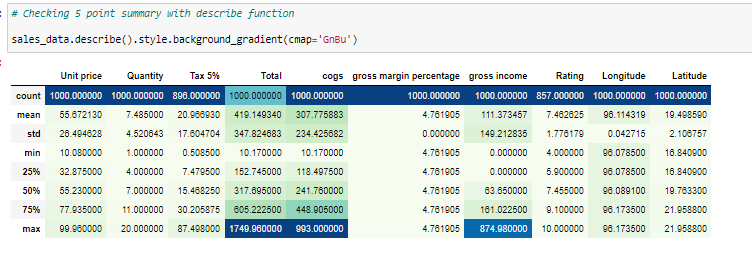 # Checking 5 point summary with describe function
sales_data.describe().style.background_gradient(cmap='GnBu')
Unit price Quantity Tax 5% Total cogs gross margin percentage gross income Rating Longitude Latitude
count 1000.000000 1000.000000 896.000000 1000.000000 1000.000000 1000.000000 1000.000000 857.000000 1000.000000 1000.000000
mean 55.672130 7.485000 20.966930 419.149340 307.775883 4.761905 111.373457 7.462625 96.114319 19.498590
std 26.494628 4.520643 17.604704 347.824683 234.425682 0.000000 149.212835 1.776179 0.042715 2.106757
min 10.080000 1.000000 0.508500 10.170000 10.170000 4.761905 0.000000 4.000000 96.078500 16.840900
25% 32.875000 4.000000 7.479500 152.745000 118.497500 4.761905 0.000000 5.900000 96.078500 16.840900
50% 55.230000 7.000000 15.468250 317.695000 241.760000 4.761905 63.650000 7.455000 96.089100 19.763300
75% 77.935000 11.000000 30.205875 605.222500 448.905000 4.761905 161.022500 9.100000 96.173500 21.958800
max 99.960000 20.000000 87.498000 1749.960000 993.000000 4.761905 874.980000 10.000000 96.173500 21.958800